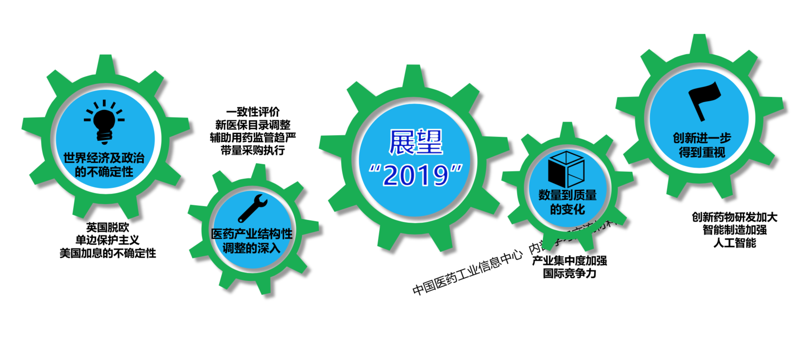 世界经济及政治
的不确定性
英国脱欧
单边保护主义
美国加息的不确定性
一致性评价
新医保目录调整
辅助用药监管趋严
带量采购执行
医药产业结构性
调整的深入
展望
“2019”
数量到质量
的变化
产业集中度加强
国际竞争力
创新进一步
得到重视
创新药物研发加大
智能制造加强
人工智能
中国医药工业信息中心 内部